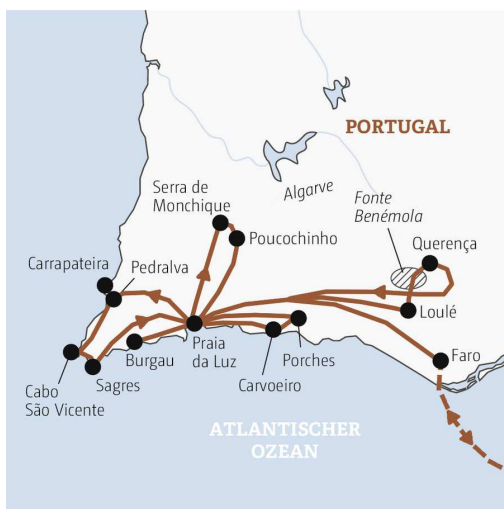 PORTUGAL
Algarve
Serra de
Monchique
Fonte
Benémola
Poucochinho
Querença
Carrapateira
Pedralva
Loulé
Burgau
Praia
da Luz
Porches
Faro
Cabo
São Vicente
Sagres
Carvoeiro
ATLANTISCHER
OZEAN